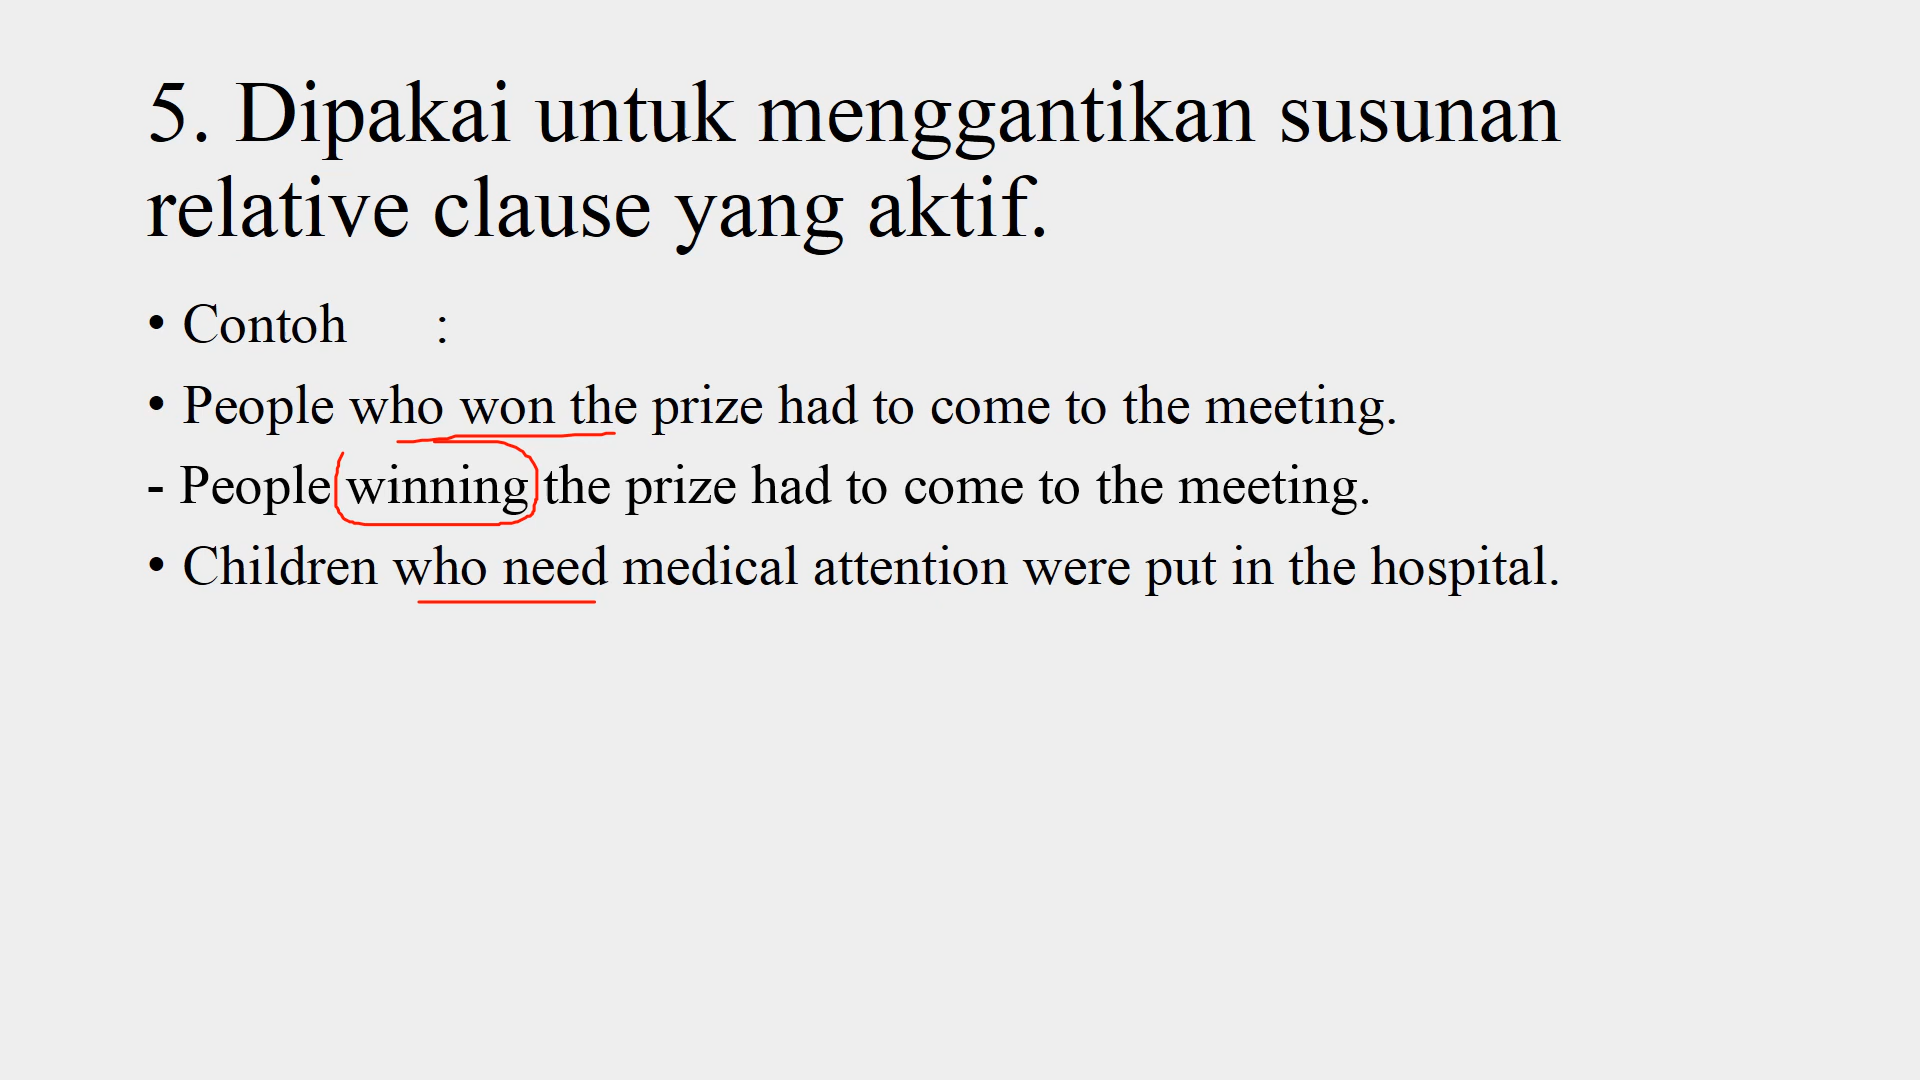 5. Dipakai untuk menggantikan susunan
relative clause yang aktif.
• Contoh :
• People who won the prize had to come to the meeting.
- People winning the prize had to come to the meeting.
• Children who need medical attention were put in the hospital.